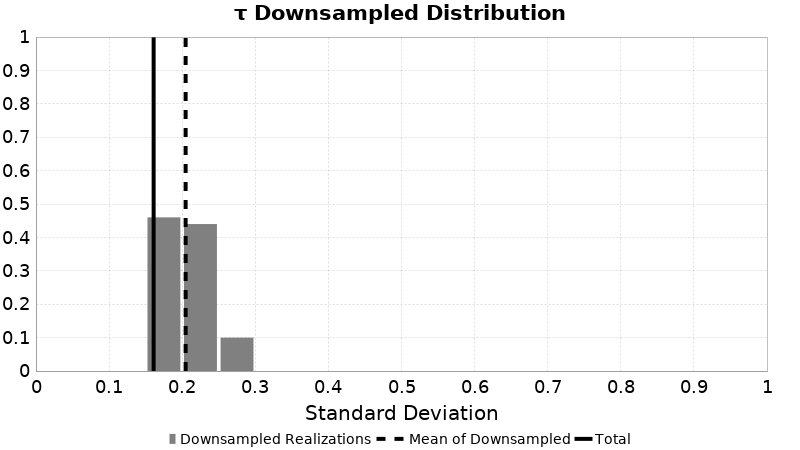 τ Downsampled Distribution
1
0.9
0.8
0.7
0.6
0.5
0.4
0.3
0.2
0.1
0
0 0.1 0.2 0.3 0.4 0.5 0.6 0.7 0.8 0.9 1
Standard Deviation
Downsampled Realizations Mean of Downsampled Total